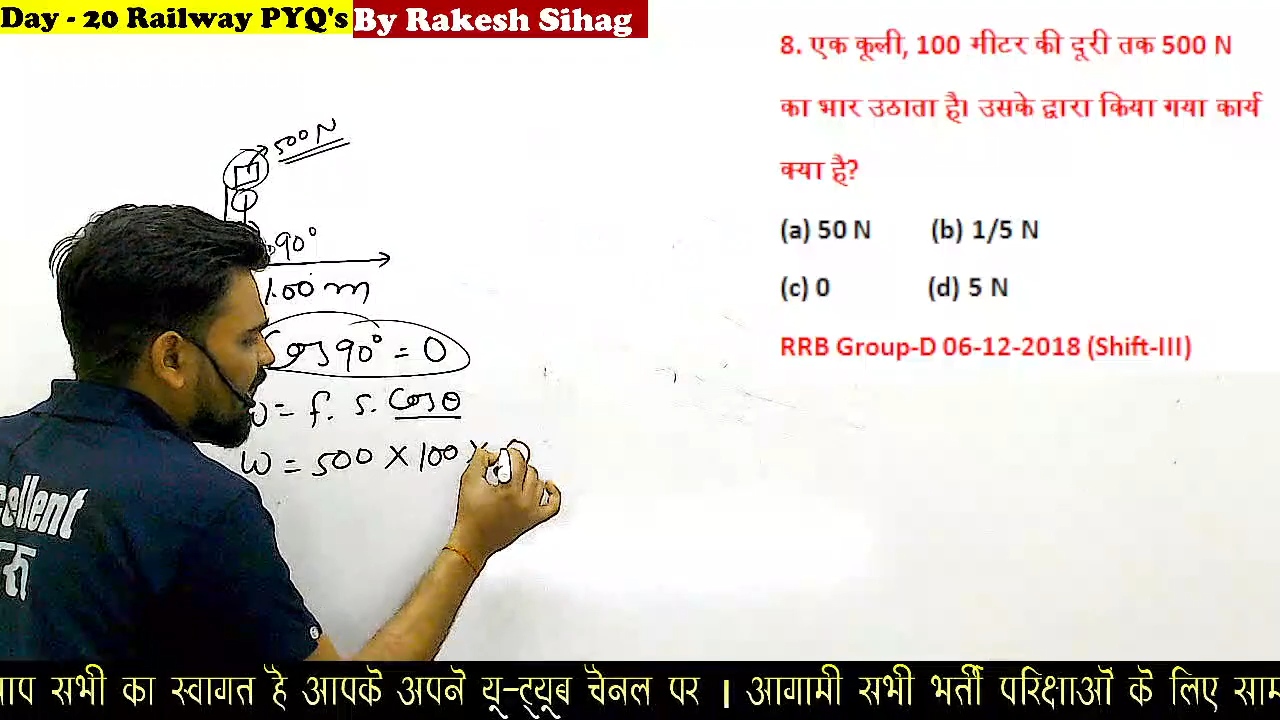 Day - 20 Railway PYQ's By Rakesh Sihag
8. एक कूली, 100 मीटर की दूरी तक 500 N
का भार उठाता है। उसके द्वारा किया गया कार्य
क्या है?
(a) 50 N (b) 1/5 N
(c) 0 (d) 5 N
RRB Group-D 06-12-2018 (Shift-III)
500 N
90°
100 m
Cos 90° = 0
= f. s. Cosθ
W = 500 × 100 ×
सभी का स्वागत है आपके अपने यू-ट्यूब चैनल पर । आगामी सभी भर्ती परिक्षाओं के लिए